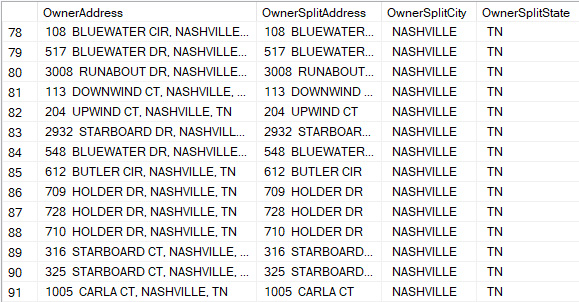 OwnerAddress OwnerSplitAddress OwnerSplitCity OwnerSplitState
78 108 BLUEWATER CIR, NASHVILLE... 108 BLUEWATER... NASHVILLE TN
79 517 BLUEWATER DR, NASHVILLE... 517 BLUEWATER... NASHVILLE TN
80 3008 RUNABOUT DR, NASHVILLE... 3008 RUNABOUT... NASHVILLE TN
81 113 DOWNWIND CT, NASHVILLE, ... 113 DOWNWIND ... NASHVILLE TN
82 204 UPWIND CT, NASHVILLE, TN 204 UPWIND CT NASHVILLE TN
83 2932 STARBOARD DR, NASHVILL... 2932 STARBOAR... NASHVILLE TN
84 548 BLUEWATER DR, NASHVILLE... 548 BLUEWATER... NASHVILLE TN
85 612 BUTLER CIR, NASHVILLE, TN 612 BUTLER CIR NASHVILLE TN
86 709 HOLDER DR, NASHVILLE, TN 709 HOLDER DR NASHVILLE TN
87 728 HOLDER DR, NASHVILLE, TN 728 HOLDER DR NASHVILLE TN
88 710 HOLDER DR, NASHVILLE, TN 710 HOLDER DR NASHVILLE TN
89 316 STARBOARD CT, NASHVILLE, ... 316 STARBOARD... NASHVILLE TN
90 325 STARBOARD CT, NASHVILLE, ... 325 STARBOARD... NASHVILLE TN
91 1005 CARLA CT, NASHVILLE, TN 1005 CARLA CT NASHVILLE TN